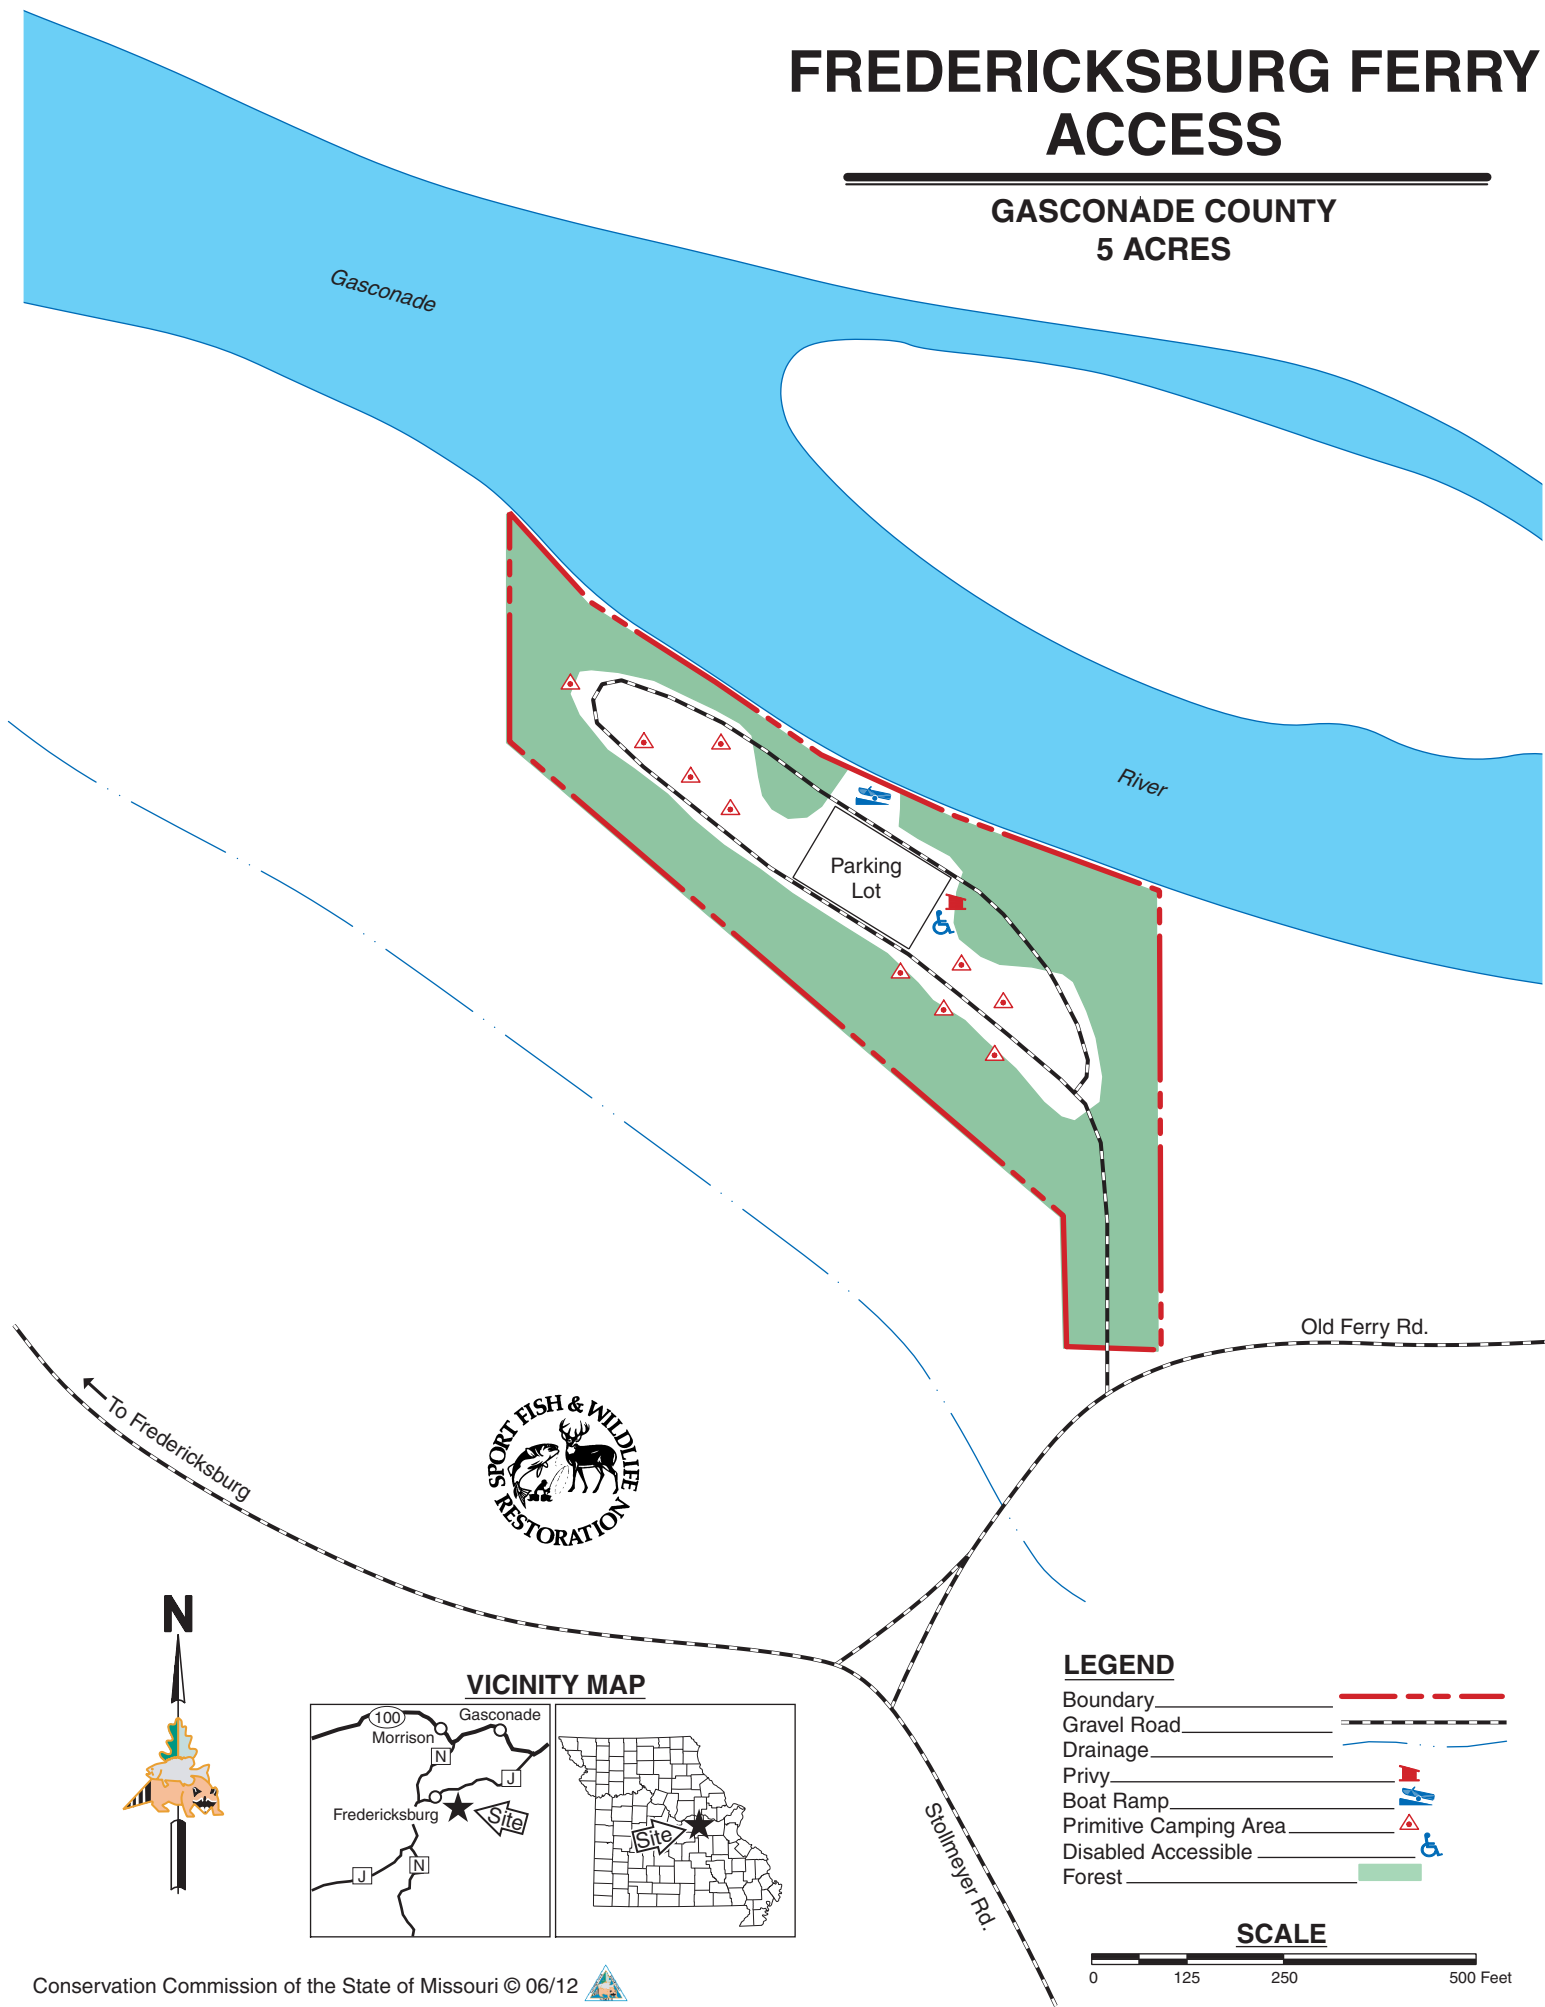 FREDERICKSBURG FERRY
ACCESS
GASCONADE COUNTY
5 ACRES
Gasconade
River
Parking
Lot
Old Ferry Rd.
To Fredericksburg
SPORT FISH & WILDLIFE
RESTORATION
N
Stollmeyer Rd.
VICINITY MAP
100
Gasconade
Morrison
N
J
Fredericksburg
Site
J
N
Site
LEGEND
Boundary
Gravel Road
Drainage
Privy
Boat Ramp
Primitive Camping Area
Disabled Accessible
Forest
SCALE
0 125 250 500 Feet
Conservation Commission of the State of Missouri © 06/12